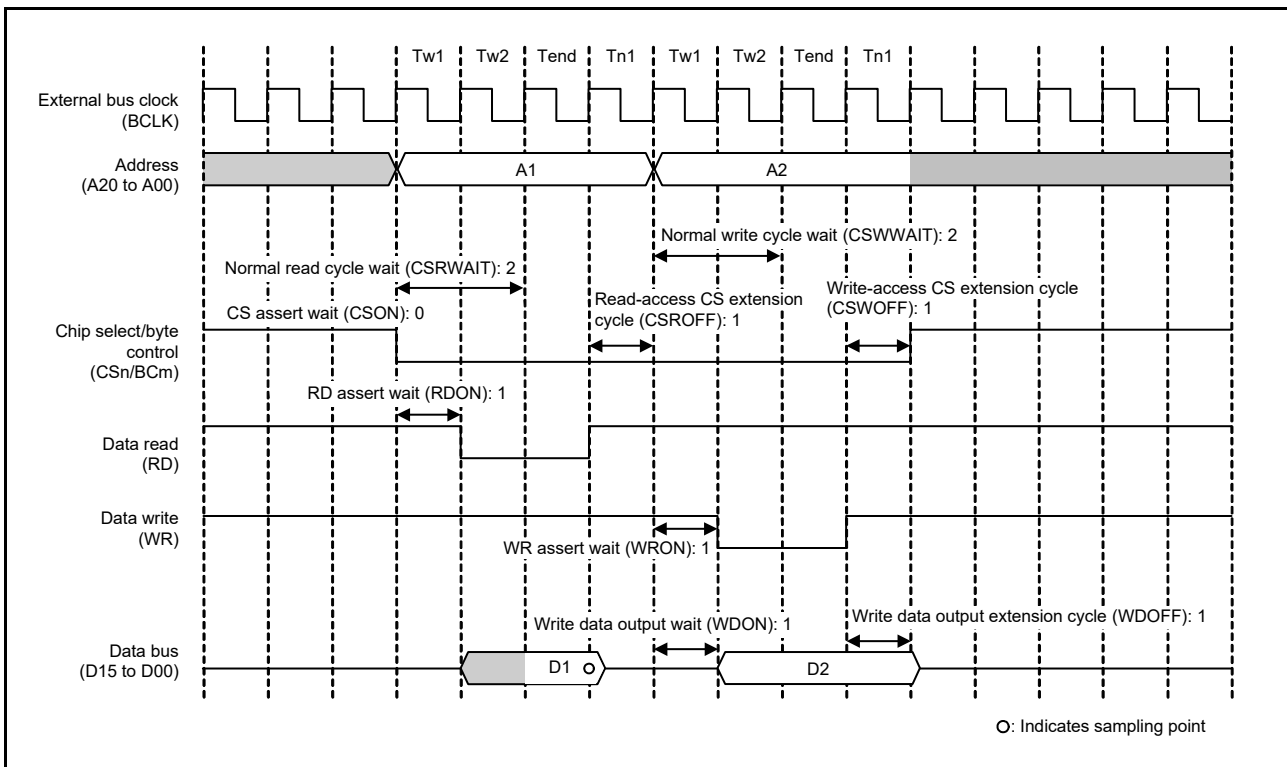 Tw1 Tw2 Tend Tn1 Tw1 Tw2 Tend Tn1
External bus clock
(BCLK)
Address
(A20 to A00)
A1
A2
Normal write cycle wait (CSWWAIT): 2
Normal read cycle wait (CSRWAIT): 2
Read-access CS extension
cycle (CSROFF): 1
Write-access CS extension cycle
(CSWOFF): 1
CS assert wait (CSON): 0
Chip select/byte
control
(CSn/BCm)
RD assert wait (RDON): 1
Data read
(RD)
Data write
(WR)
WR assert wait (WRON): 1
Write data output wait (WDON): 1
Write data output extension cycle (WDOFF): 1
Data bus
(D15 to D00)
D1
D2
O: Indicates sampling point